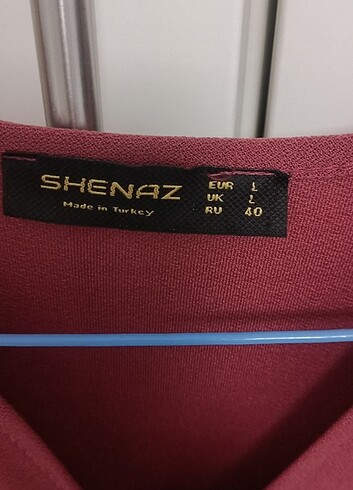 SHENAZ
Made in Turkey
EUR L
UK L
RU 40